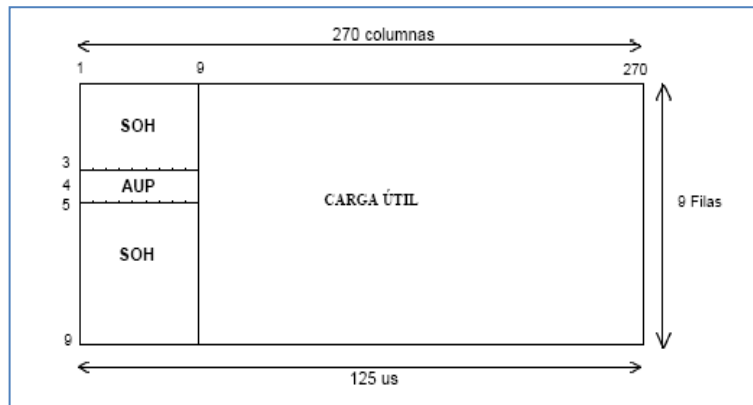 270 columnas
1 9 270
SOH
3
4 AUP
5
CARGA ÚTIL
9 Filas
SOH
9
125 us